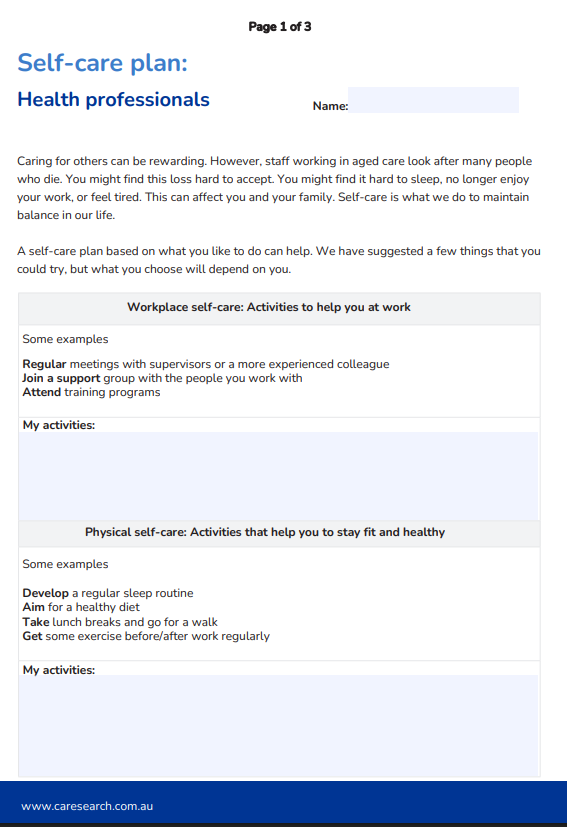 Page 1 of 3
Self-care plan:
Health professionals
Name:
Caring for others can be rewarding. However, staff working in aged care look after many people
who die. You might find this loss hard to accept. You might find it hard to sleep, no longer enjoy
your work, or feel tired. This can affect you and your family. Self-care is what we do to maintain
balance in our life.
A self-care plan based on what you like to do can help. We have suggested a few things that you
could try, but what you choose will depend on you.
Workplace self-care: Activities to help you at work
Some examples
Regular meetings with supervisors or a more experienced colleague
Join a support group with the people you work with
Attend training programs
My activities:
Physical self-care: Activities that help you to stay fit and healthy
Some examples
Develop a regular sleep routine
Aim for a healthy diet
Take lunch breaks and go for a walk
Get some exercise before/after work regularly
My activities:
www.caresearch.com.au